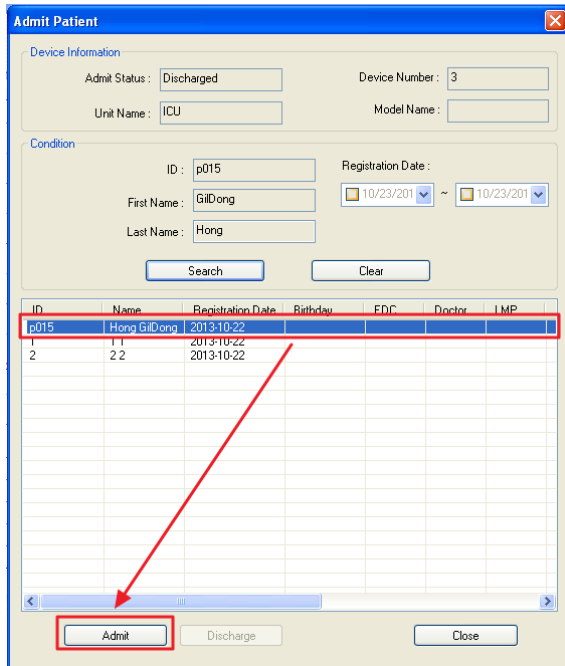 Admit Patient
Device Information
Admit Status : Discharged Device Number : 3
Unit Name : ICU Model Name :
Condition
ID : p015 Registration Date :
First Name : GilDong 10/23/201 ~ 10/23/201
Last Name : Hong
Search Clear
ID Name Registration Date Birthday EDC Doctor LMP
p015 Hong GilDong 2013-10-22
1 1 1 2013-10-22
2 2 2 2013-10-22
Admit Discharge Close